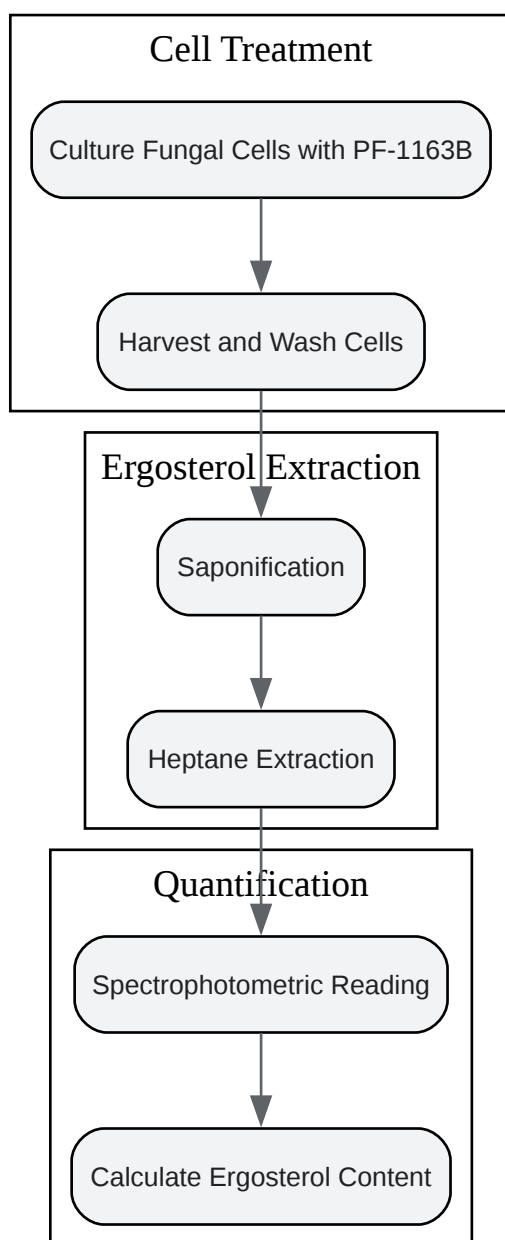 Cell Treatment
Culture Fungal Cells with PF-1163B
Harvest and Wash Cells
Ergosterol Extraction
Saponification
Heptane Extraction
Quantification
Spectrophotometric Reading
Calculate Ergosterol Content